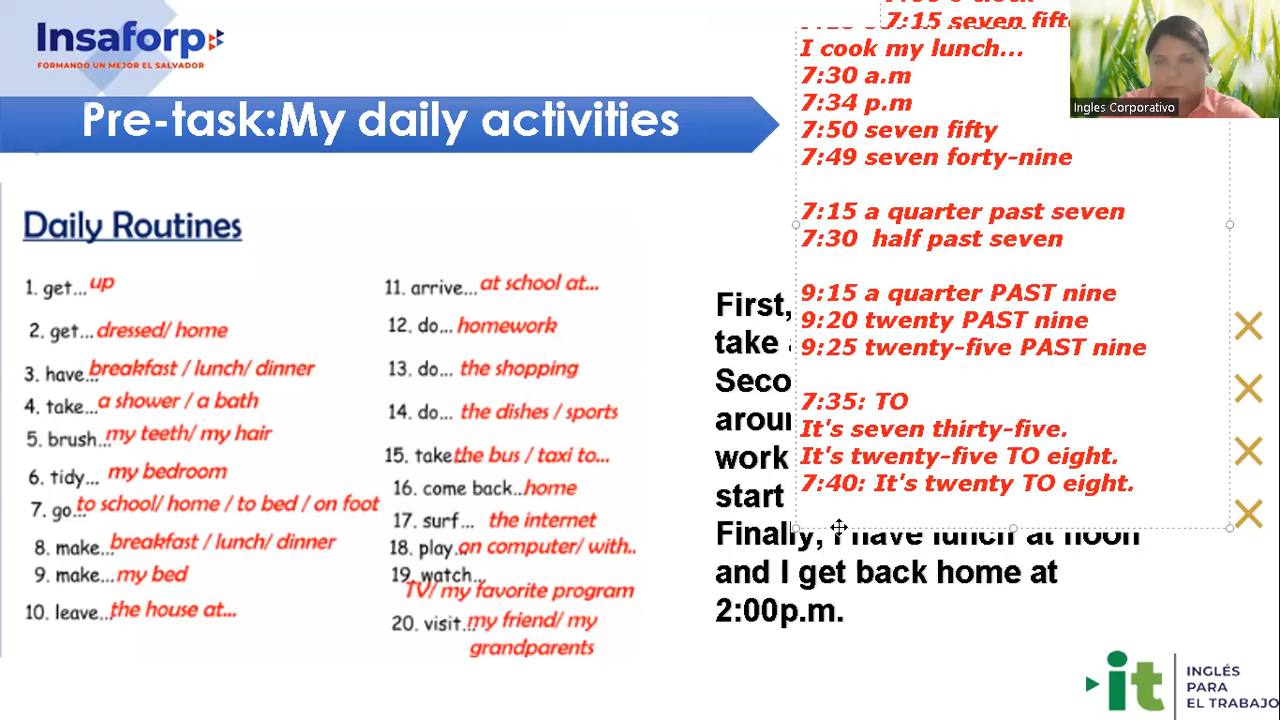 Insaforp
FORMANDO UN MEJOR EL SALVADOR
Pre-task:My daily activities
Daily Routines
1. get... up
2. get... dressed/ home
3. have... breakfast / lunch/ dinner
4. take... a shower / a bath
5. brush... my teeth/ my hair
6. tidy... my bedroom
7. go... to school/ home / to bed / on foot
8. make... breakfast / lunch/ dinner
9. make... my bed
10. leave... the house at...
11. arrive... at school at...
12. do... homework
13. do... the shopping
14. do... the dishes / sports
15. take... the bus / taxi to...
16. come back... home
17. surf... the internet
18. play... on computer/ with..
19. watch...
TV/ my favorite program
20. visit... my friend/ my
grandparents
7:15 seven
I cook my lunch...
7:30 a.m
7:34 p.m
7:50 seven fifty
7:49 seven forty-nine
7:15 a quarter past seven
7:30 half past seven
9:15 a quarter PAST nine
9:20 twenty PAST nine
9:25 twenty-five PAST nine
7:35: TO
It's seven thirty-five.
It's twenty-five TO eight.
7:40: It's twenty TO eight.
First,
take
work
start
Finally, I have lunch at noon
and I get back home at
2:00p.m.
Ingles Corporativo
it
INGLÉS
PARA
EL TRABAJO